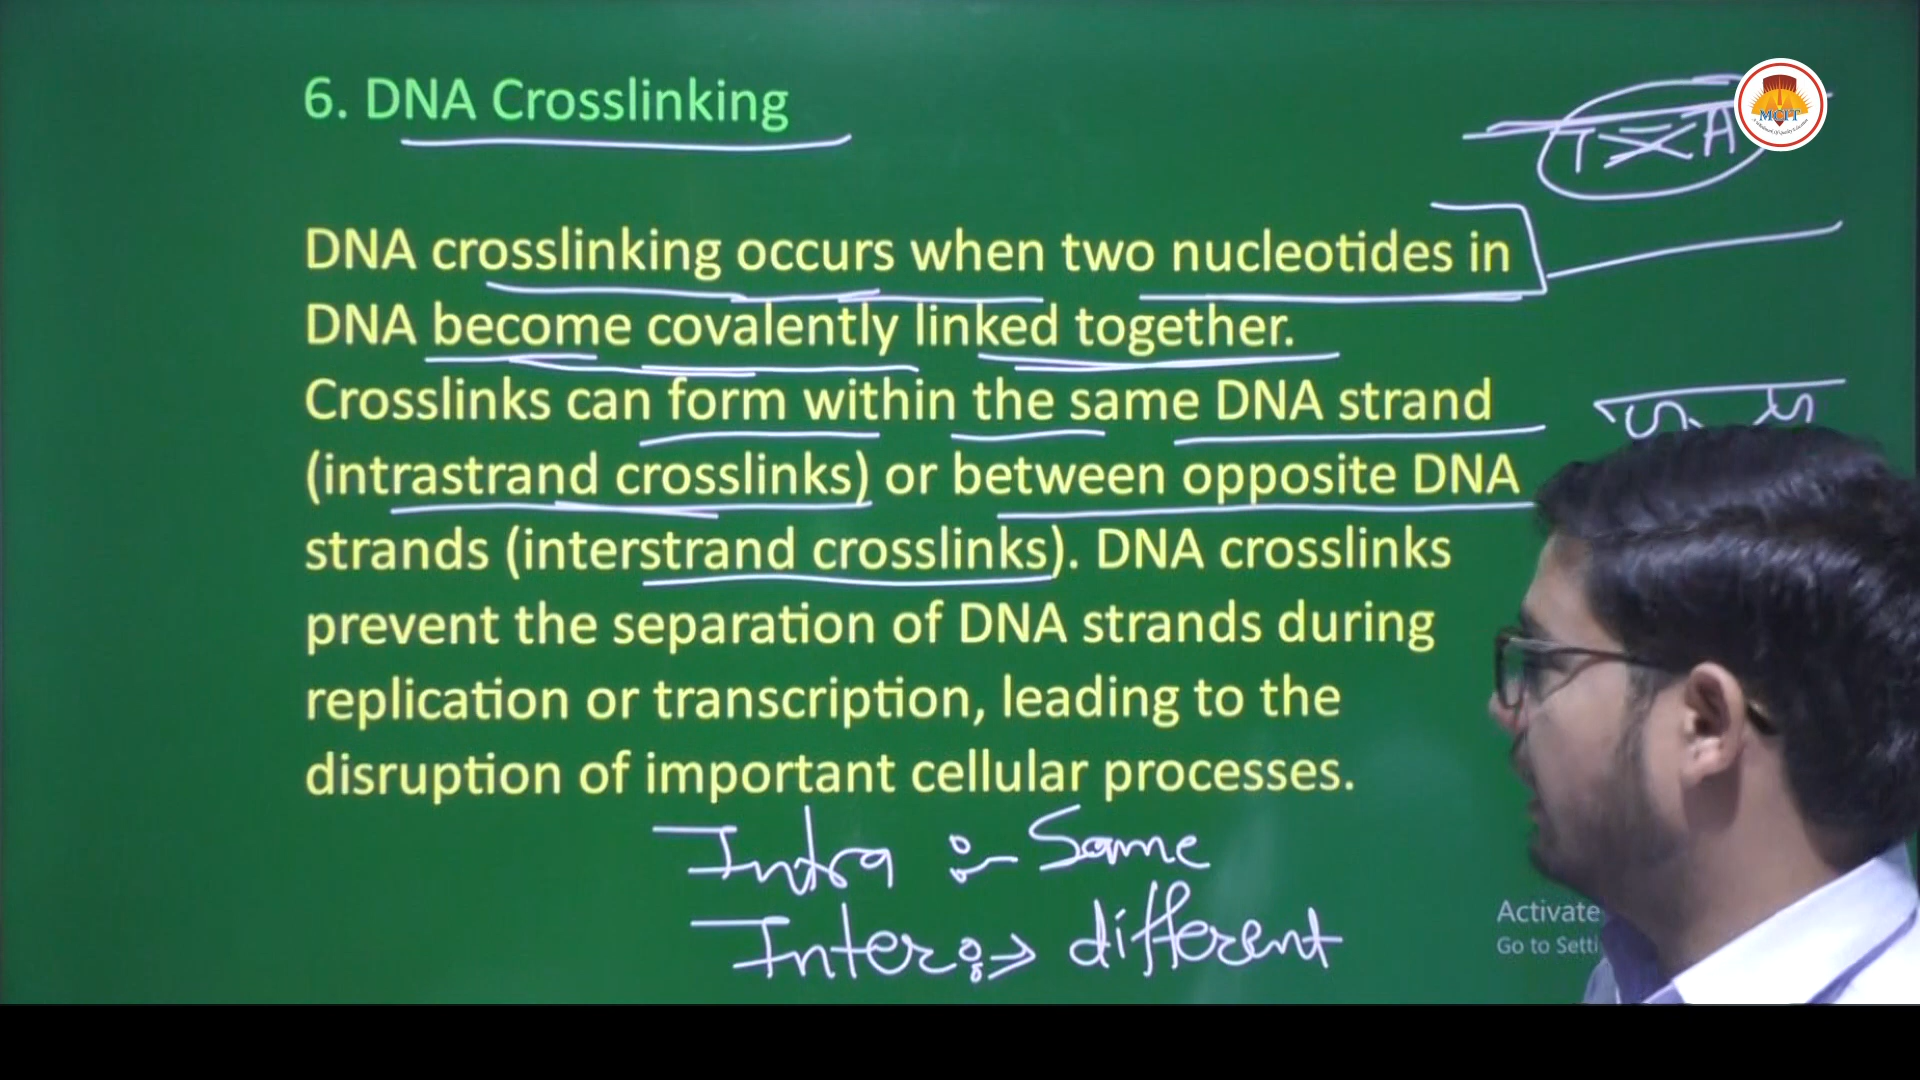 6. DNA Crosslinking
T A
MCIT
DNA crosslinking occurs when two nucleotides in
DNA become covalently linked together.
Crosslinks can form within the same DNA strand
(intrastrand crosslinks) or between opposite DNA
strands (interstrand crosslinks). DNA crosslinks
prevent the separation of DNA strands during
replication or transcription, leading to the
disruption of important cellular processes.
Intra :- Same
Inter :-> different
Activate
Go to Setti